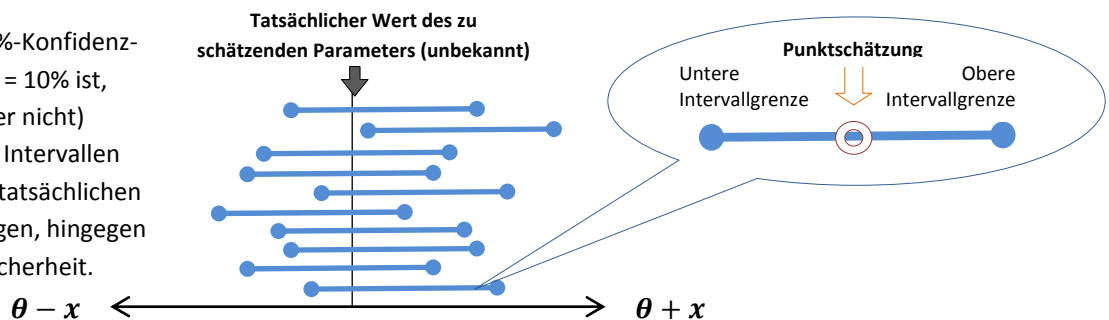 %-Konfidenz-
= 10% ist,
er nicht)
Intervallen
tatsächlichen
gen, hingegen
cherheit.
Tatsächlicher Wert des zu
schätzenden Parameters (unbekannt)
Punktschätzung
Untere
Intervallgrenze
Obere
Intervallgrenze
θ − x
θ + x